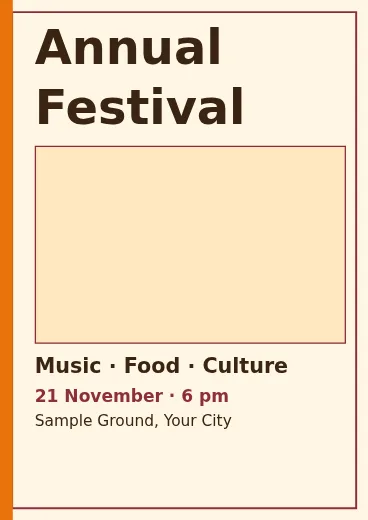 Annual
Festival
Music · Food · Culture
21 November · 6 pm
Sample Ground, Your City